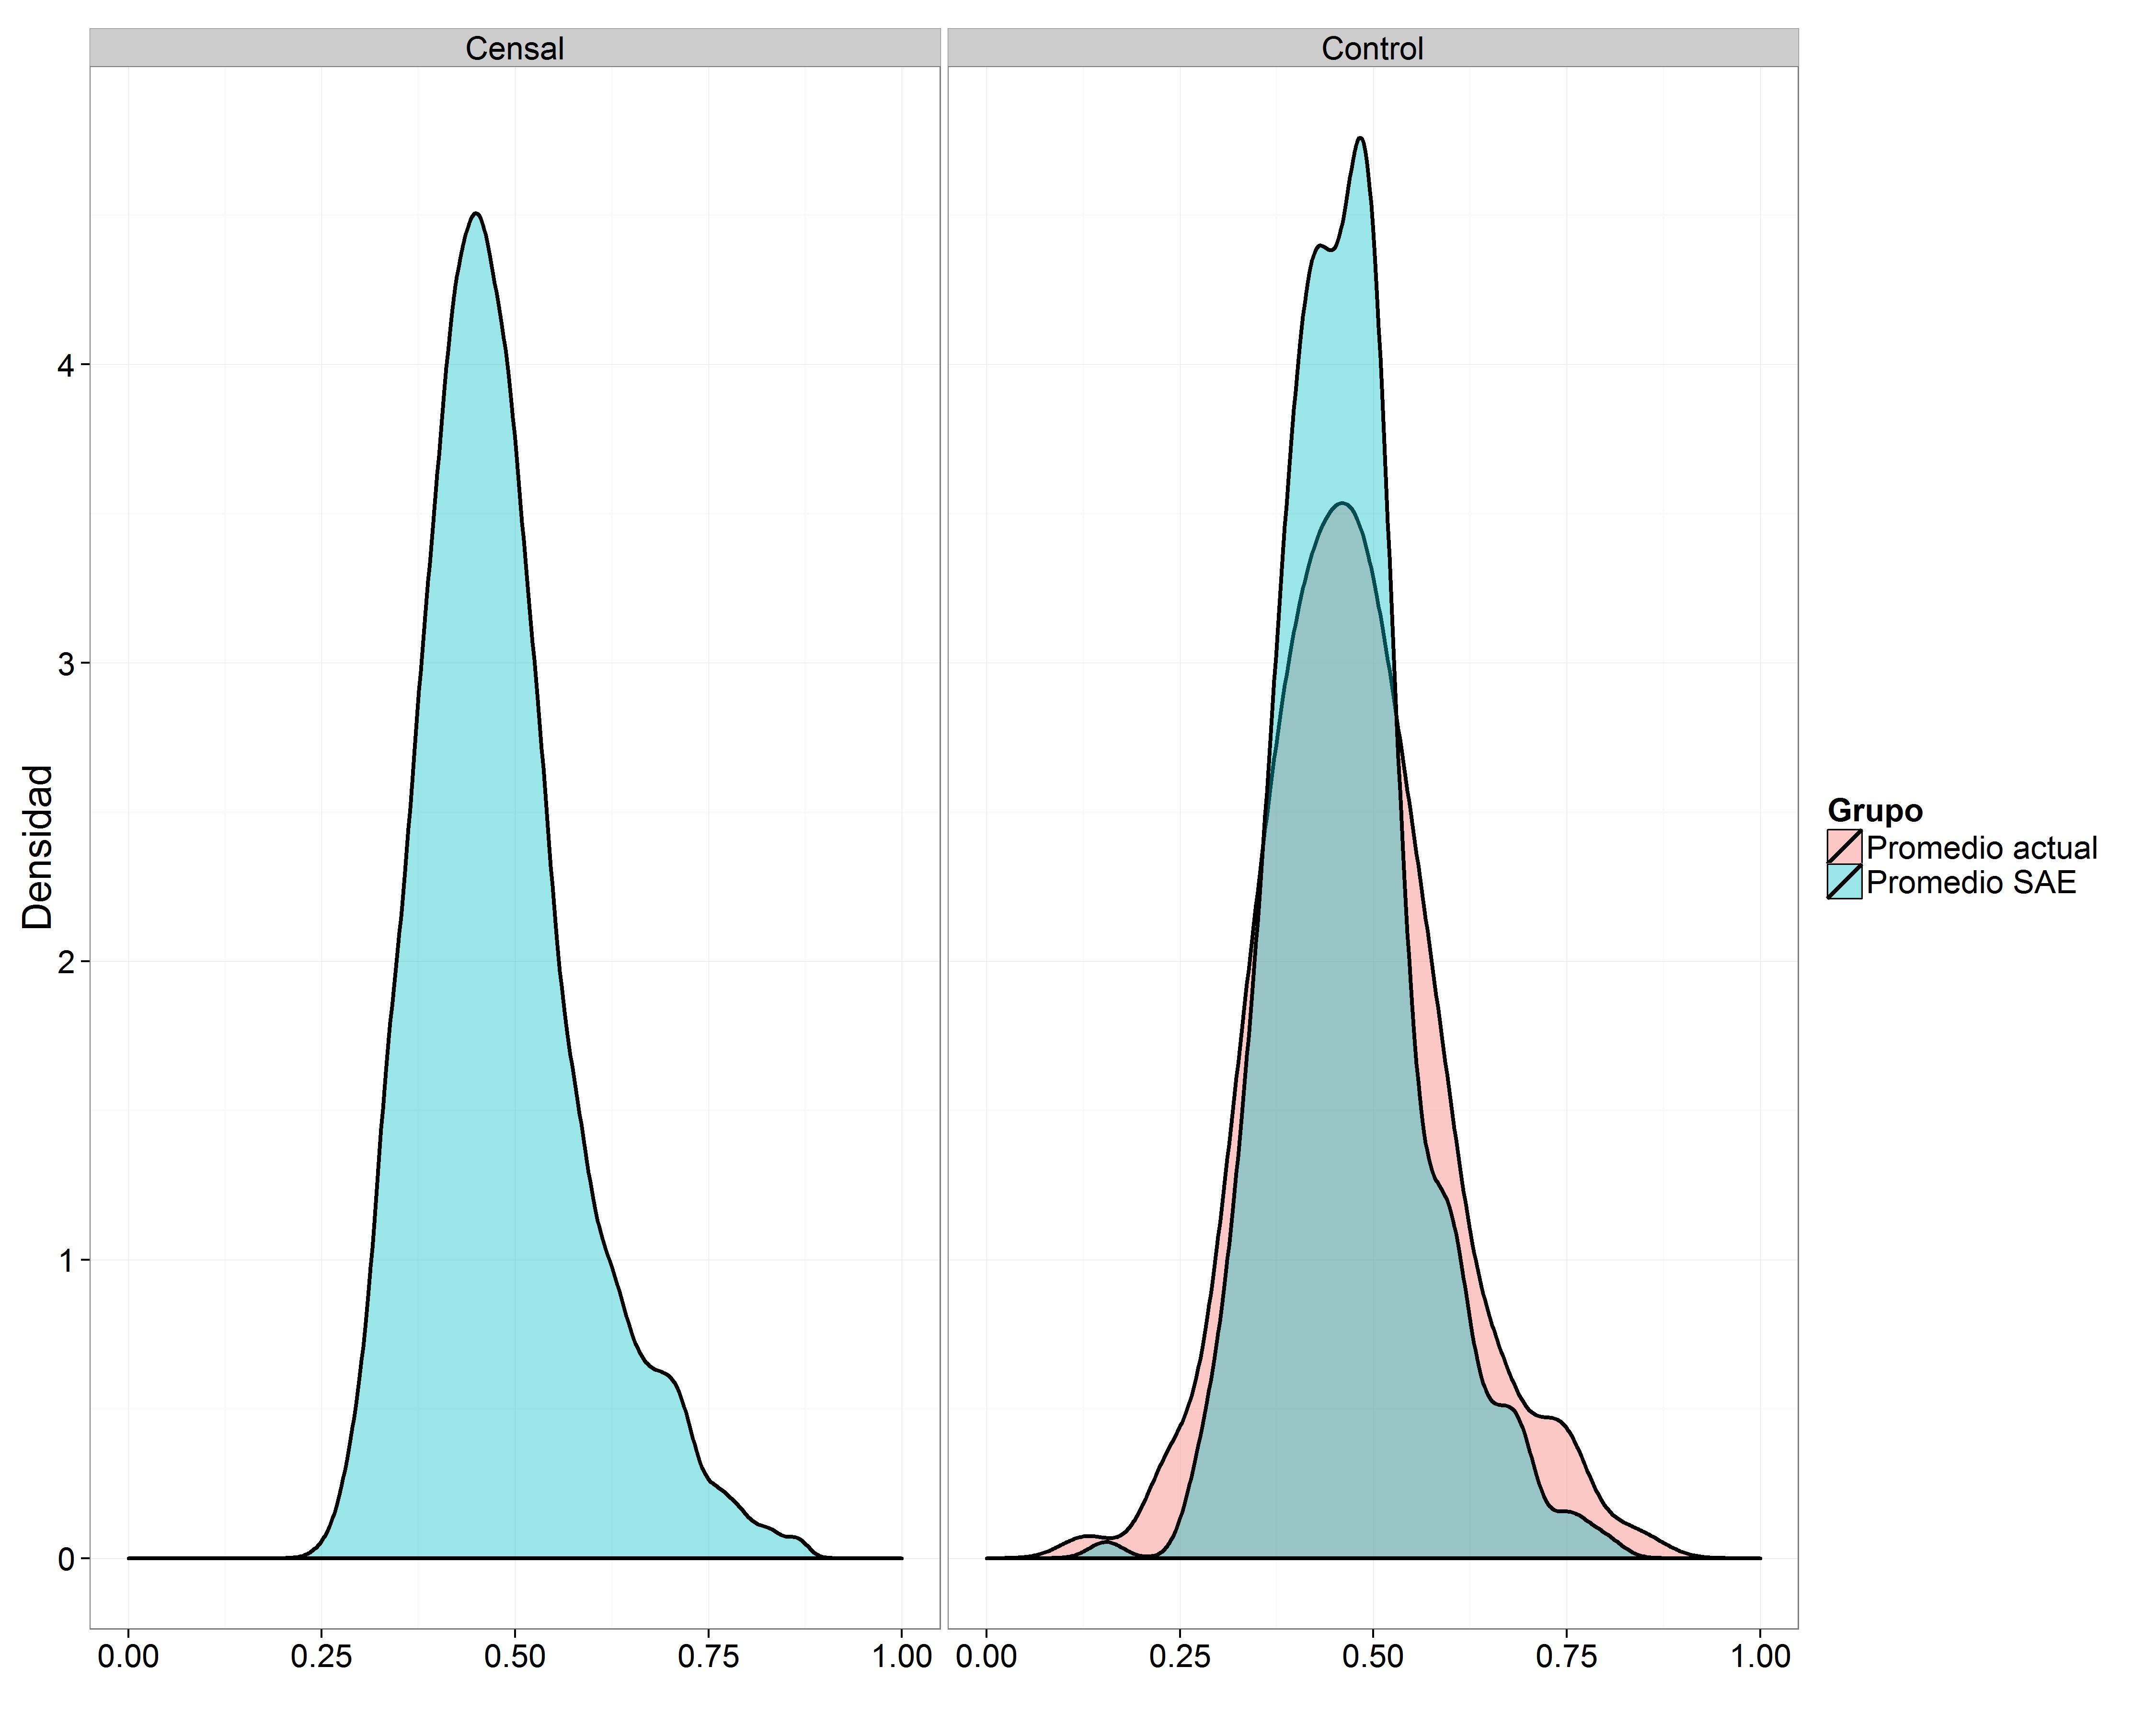 Censal
Control
Densidad
4
3
2
1
0
0.00 0.25 0.50 0.75 1.00
0.00 0.25 0.50 0.75 1.00
Grupo
Promedio actual
Promedio SAE